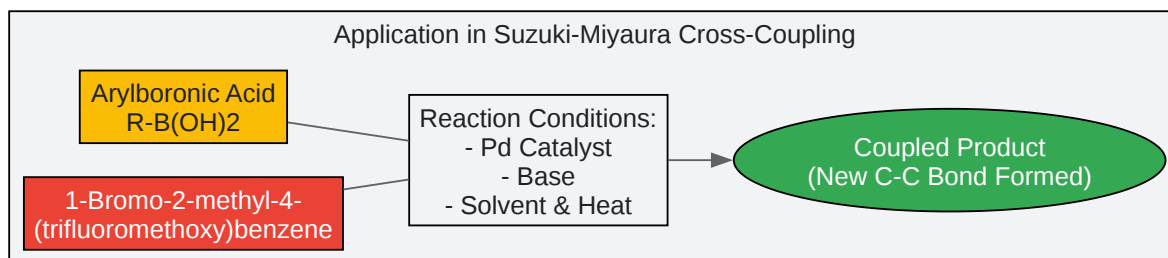 Application in Suzuki-Miyaura Cross-Coupling
Arylboronic Acid
R-B(OH)2
1-Bromo-2-methyl-4-
(trifluoromethoxy)benzene
Reaction Conditions:
- Pd Catalyst
- Base
- Solvent & Heat
Coupled Product
(New C-C Bond Formed)